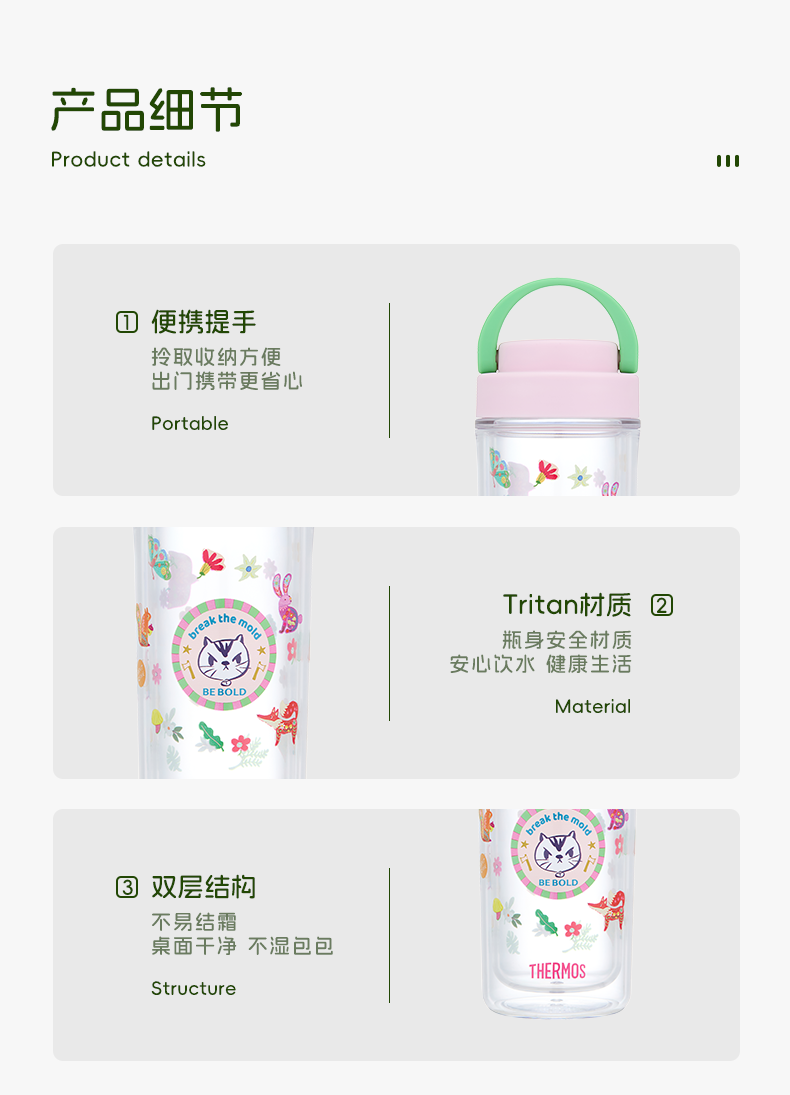 产品细节
Product details
1 便携提手
拎取收纳方便
出门携带更省心
Portable
break the mold
BE BOLD
Tritan材质 2
瓶身安全材质
安心饮水 健康生活
Material
3 双层结构
不易结霜
桌面干净 不湿包包
Structure
break the mold
BE BOLD
THERMOS